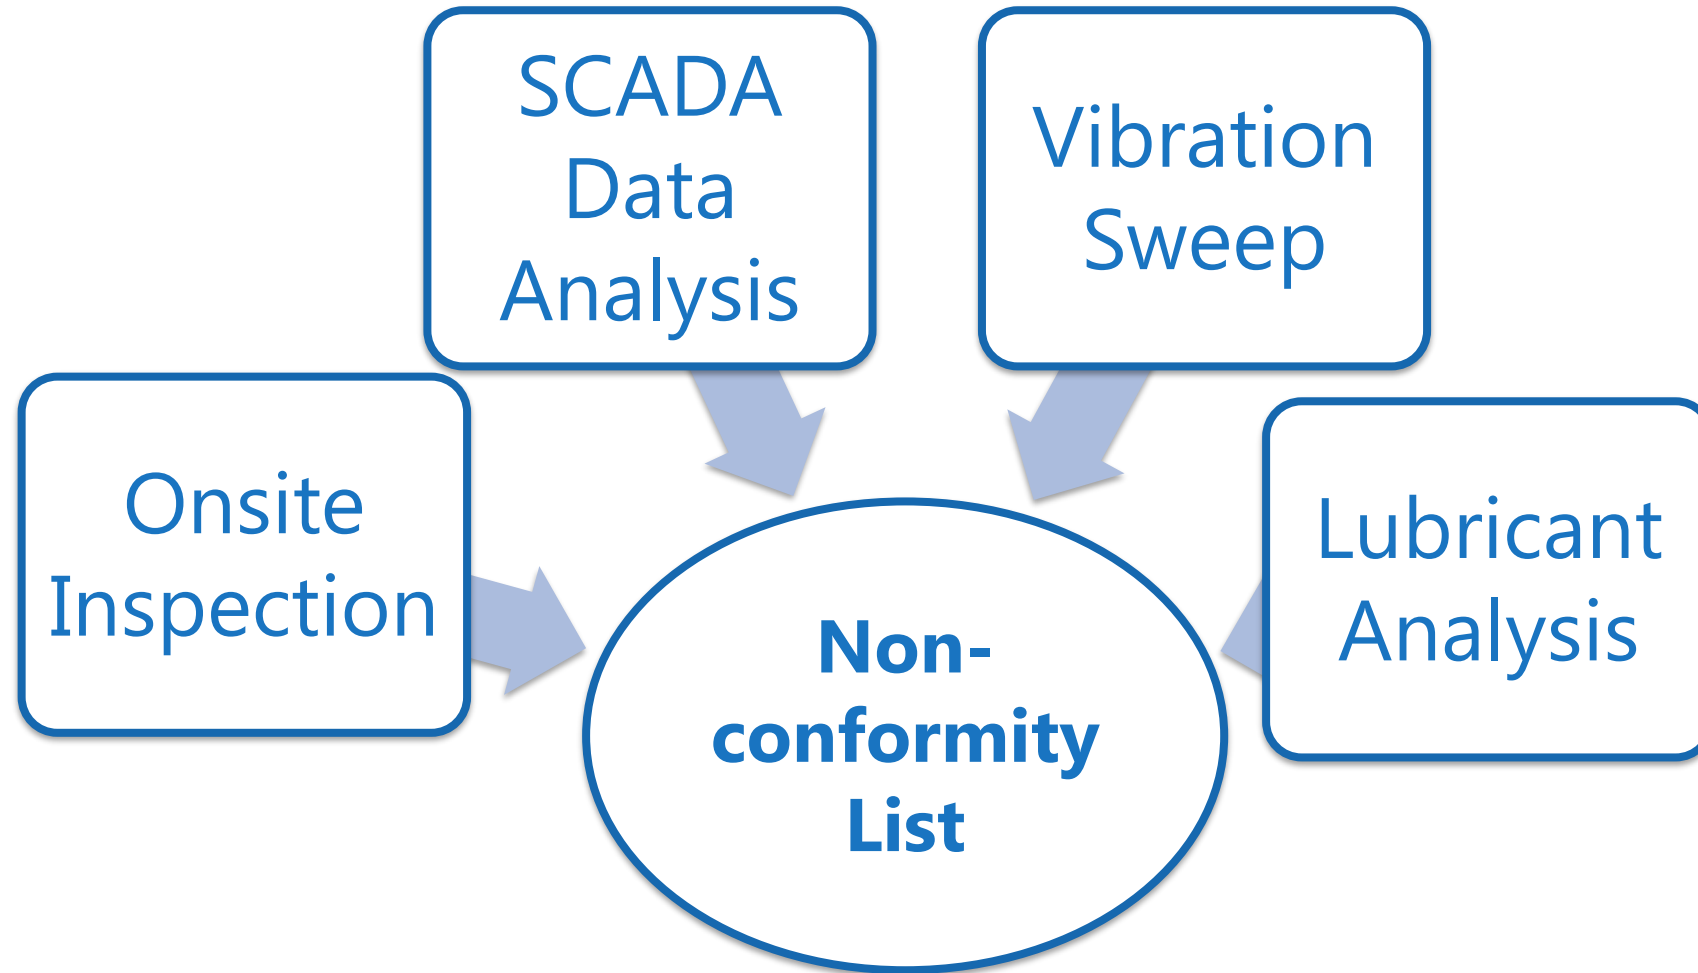 SCADA
Data
Analysis
Vibration
Sweep
Onsite
Inspection
Lubricant
Analysis
Non-
conformity
List